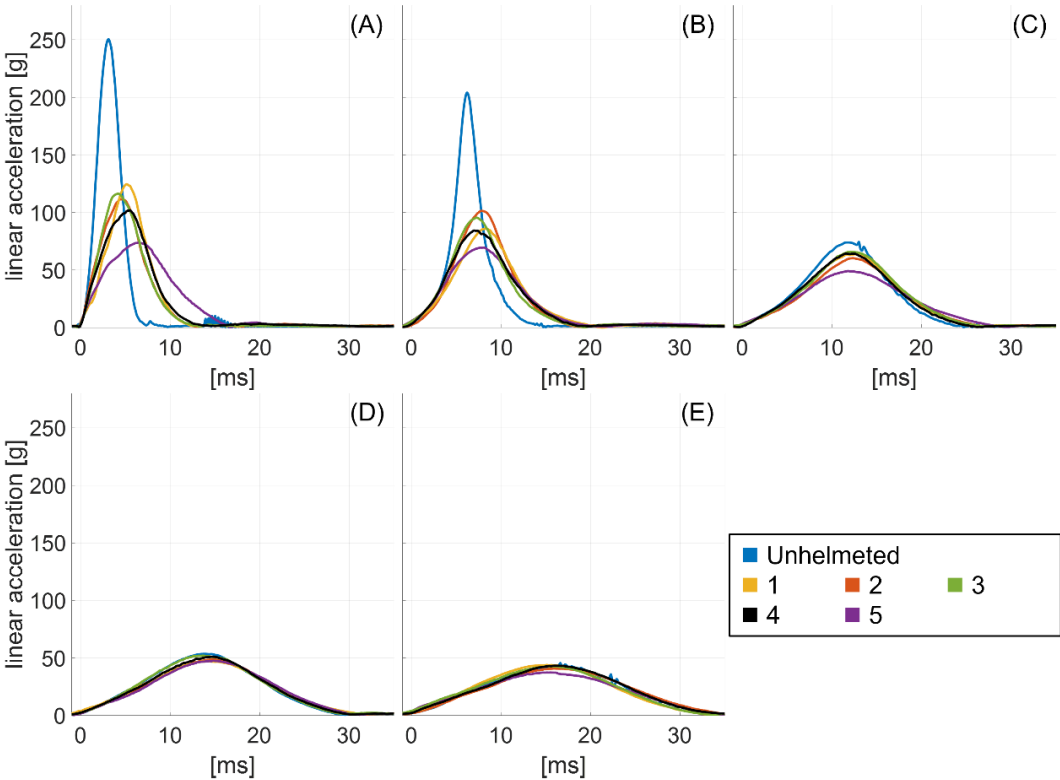 (A) (B) (C)
linear acceleration [g]
250
200
150
100
50
0
0 10 20 30 0 10 20 30 0 10 20 30
[ms] [ms] [ms]
(D) (E)
linear acceleration [g]
250
200
150
100
50
0
0 10 20 30 0 10 20 30
[ms] [ms]
Unhelmeted
1 2 3
4 5